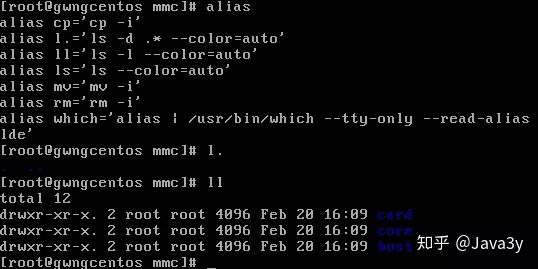 [root@gwngcentos mmc]# alias
alias cp='cp -i'
alias l.='ls -d .* --color=auto'
alias ll='ls -l --color=auto'
alias ls='ls --color=auto'
alias mv='mv -i'
alias rm='rm -i'
alias which='alias | /usr/bin/which --tty-only --read-alias
lde'
[root@gwngcentos mmc]# l.
.  ..
[root@gwngcentos mmc]# ll
total 12
drwxr-xr-x. 2 root root 4096 Feb 20 16:09 card
drwxr-xr-x. 2 root root 4096 Feb 20 16:09 core
drwxr-xr-x. 2 root root 4096 Feb 20 16:09 host
[root@gwngcentos mmc]# _
知乎 @Java3y